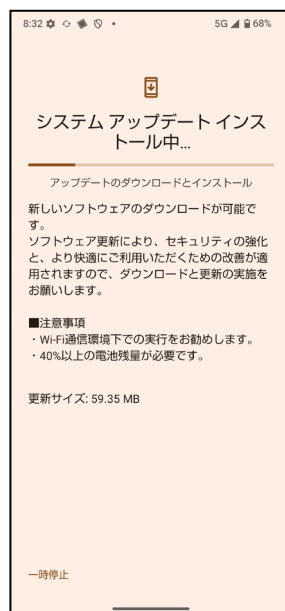 8:32
5G 68%
システム アップデート インス
トール中...
アップデートのダウンロードとインストール
新しいソフトウェアのダウンロードが可能で
す。
ソフトウェア更新により、セキュリティの強化
と、より快適にご利用いただくための改善が適
用されますので、ダウンロードと更新の実施を
お願いします。
■注意事項
・Wi-Fi通信環境下での実行をお勧めします。
・40%以上の電池残量が必要です。
更新サイズ: 59.35 MB
一時停止